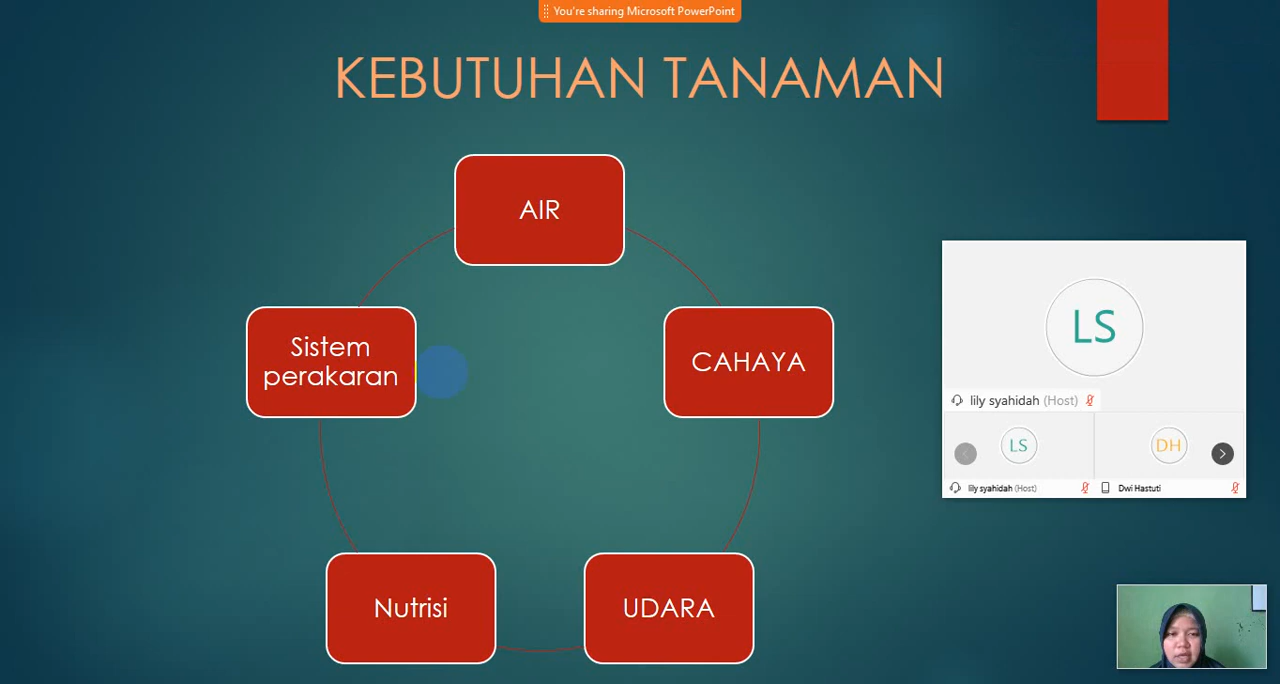 You're sharing Microsoft PowerPoint
KEBUTUHAN TANAMAN
AIR
CAHAYA
UDARA
Nutrisi
Sistem
perakaran
LS
lily syahidah (Host)
LS
DH
lily syahidah (Host)
Dwi Hastuti